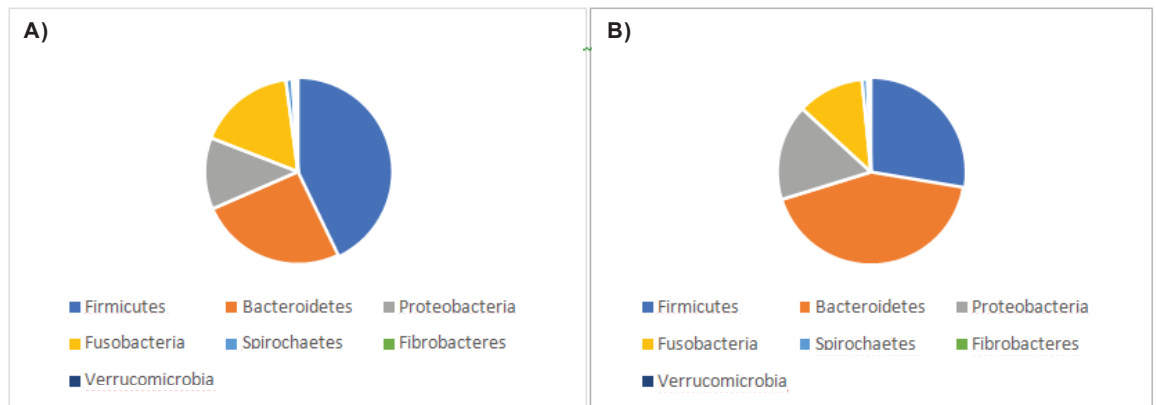 A)
Firmicutes Bacteroidetes Proteobacteria
Fusobacteria Spirochaetes Fibrobacteres
Verrucomicrobia
B)
Firmicutes Bacteroidetes Proteobacteria
Fusobacteria Spirochaetes Fibrobacteres
Verrucomicrobia